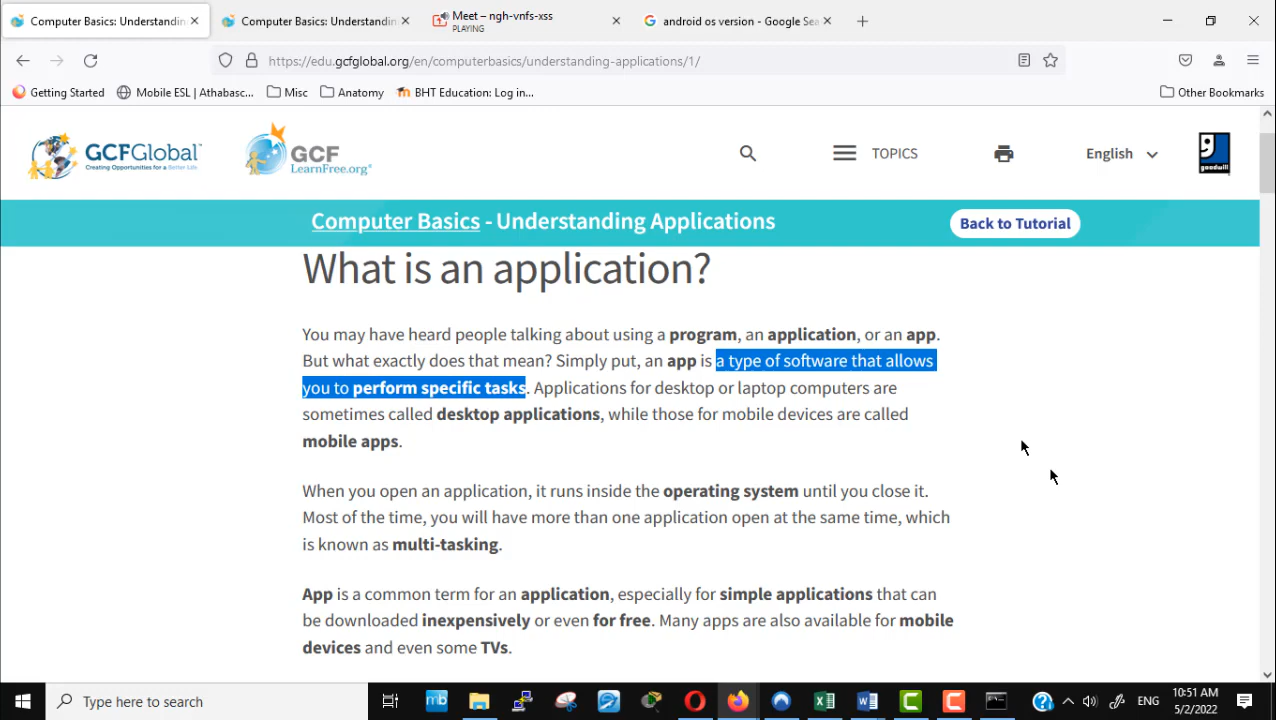 Computer Basics: Understandin
Computer Basics: Understandin
Meet – ngh-vnfs-xss
PLAYING
android os version - Google Sea
https://edu.gcfglobal.org/en/computerbasics/understanding-applications/1/
Getting Started
Mobile ESL | Athabasc...
Misc
Anatomy
BHT Education: Log in...
Other Bookmarks
GCFGlobal
Creating Opportunities for a Better Life.
GCF
LearnFree.org
TOPICS
English
goodwill
Computer Basics - Understanding Applications
Back to Tutorial
What is an application?
You may have heard people talking about using a program, an application, or an app.
But what exactly does that mean? Simply put, an app is a type of software that allows
you to perform specific tasks. Applications for desktop or laptop computers are
sometimes called desktop applications, while those for mobile devices are called
mobile apps.
When you open an application, it runs inside the operating system until you close it.
Most of the time, you will have more than one application open at the same time, which
is known as multi-tasking.
App is a common term for an application, especially for simple applications that can
be downloaded inexpensively or even for free. Many apps are also available for mobile
devices and even some TVs.
Type here to search
mb
ENG
10:51 AM
5/2/2022